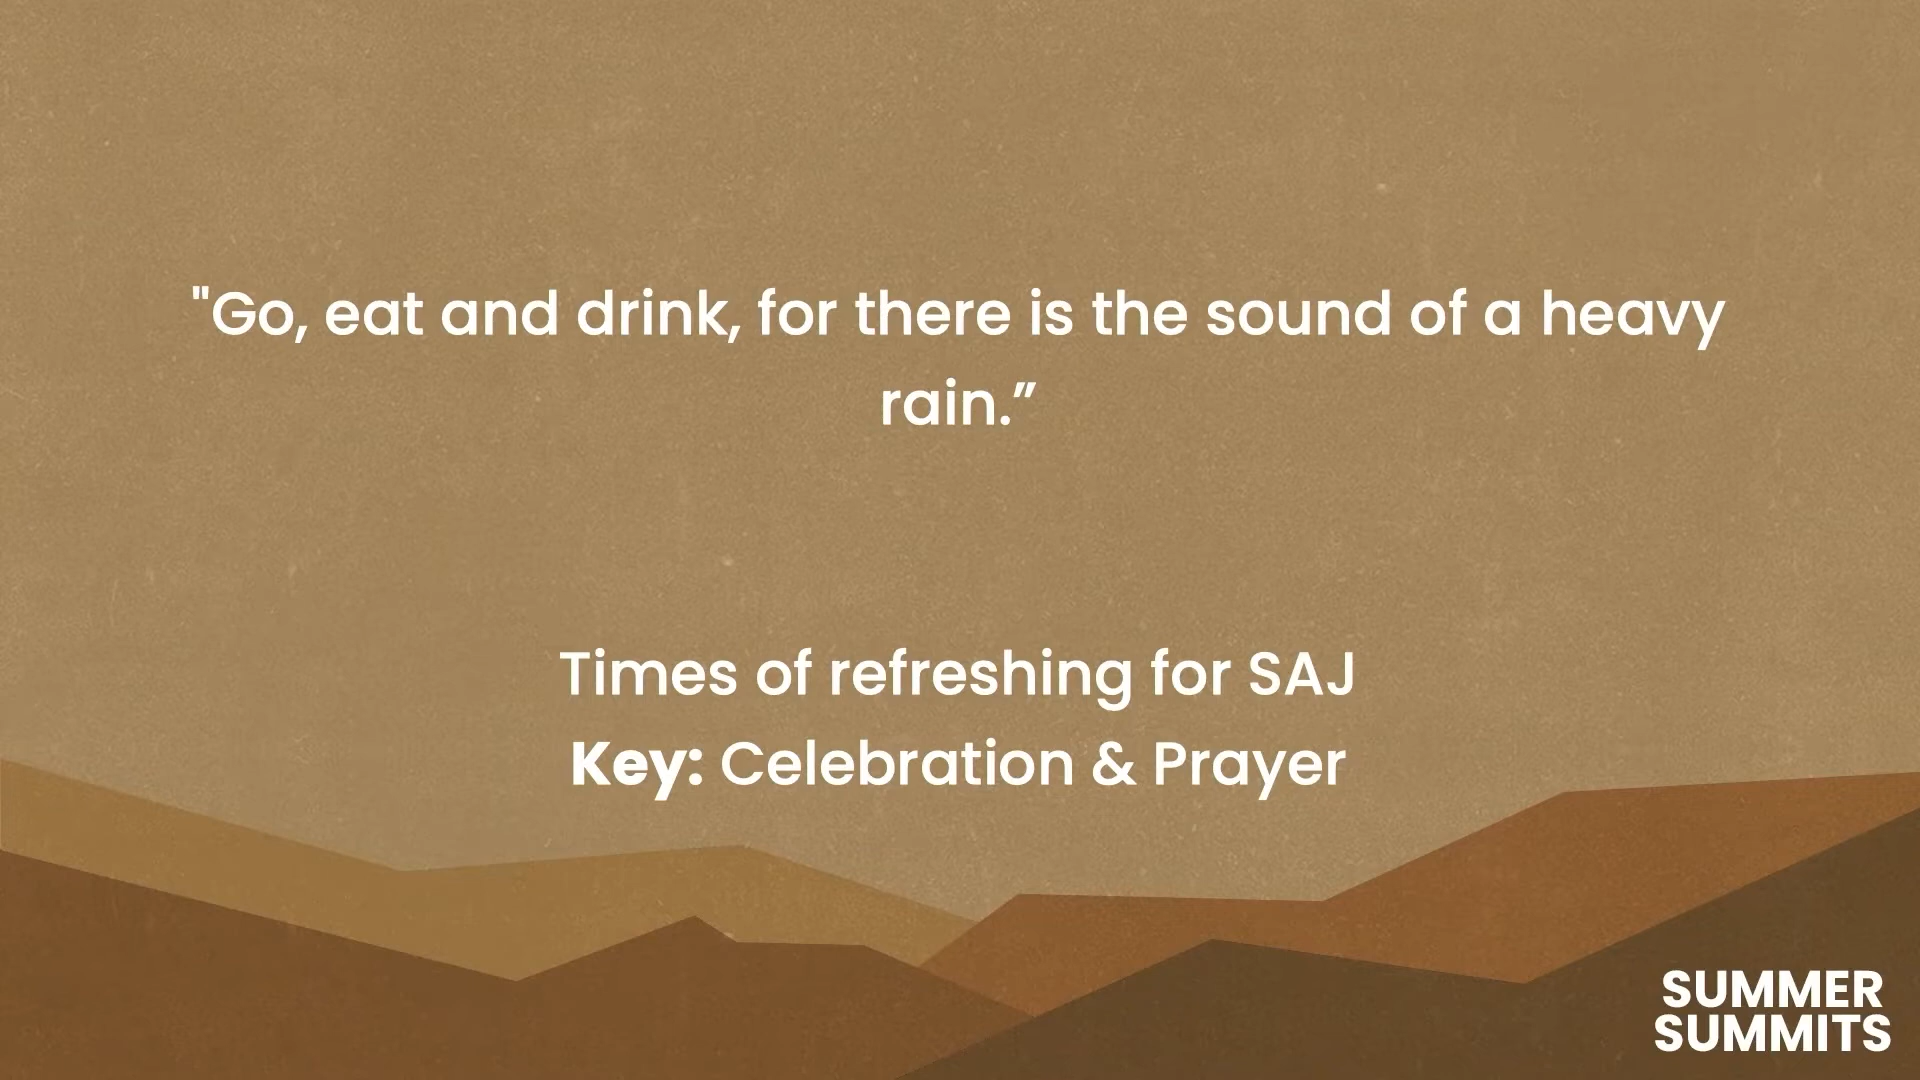 "Go, eat and drink, for there is the sound of a heavy
rain.”
Times of refreshing for SAJ
Key: Celebration & Prayer
SUMMER
SUMMITS